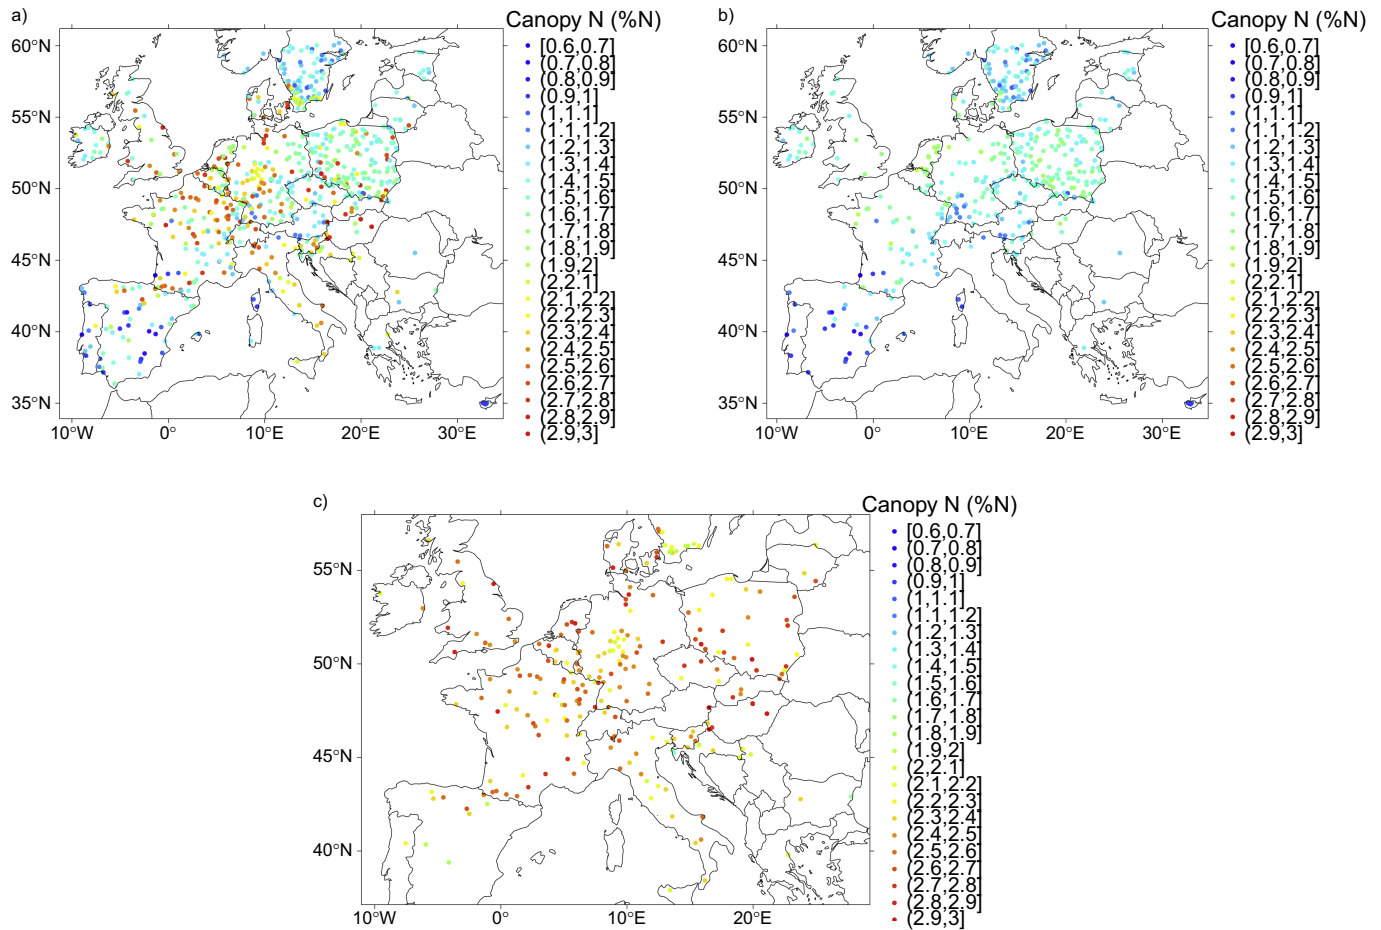 a)
Canopy N (%N)
60°N
55°N
50°N
45°N
40°N
35°N
10°W
0°
10°E
20°E
30°E
[0.6,0.7]
(0.7,0.8]
(0.8,0.9]
(0.9,1]
(1,1.1]
(1.1,1.2]
(1.2,1.3]
(1.3,1.4]
(1.4,1.5]
(1.5,1.6]
(1.6,1.7]
(1.7,1.8]
(1.8,1.9]
(1.9,2]
(2,2.1]
(2.1,2.2]
(2.2,2.3]
(2.3,2.4]
(2.4,2.5]
(2.5,2.6]
(2.6,2.7]
(2.7,2.8]
(2.8,2.9]
(2.9,3]
b)
Canopy N (%N)
60°N
55°N
50°N
45°N
40°N
35°N
10°W
0°
10°E
20°E
30°E
[0.6,0.7]
(0.7,0.8]
(0.8,0.9]
(0.9,1]
(1,1.1]
(1.1,1.2]
(1.2,1.3]
(1.3,1.4]
(1.4,1.5]
(1.5,1.6]
(1.6,1.7]
(1.7,1.8]
(1.8,1.9]
(1.9,2]
(2,2.1]
(2.1,2.2]
(2.2,2.3]
(2.3,2.4]
(2.4,2.5]
(2.5,2.6]
(2.6,2.7]
(2.7,2.8]
(2.8,2.9]
(2.9,3]
c)
Canopy N (%N)
55°N
50°N
45°N
40°N
10°W
0°
10°E
20°E
[0.6,0.7]
(0.7,0.8]
(0.8,0.9]
(0.9,1]
(1,1.1]
(1.1,1.2]
(1.2,1.3]
(1.3,1.4]
(1.4,1.5]
(1.5,1.6]
(1.6,1.7]
(1.7,1.8]
(1.8,1.9]
(1.9,2]
(2,2.1]
(2.1,2.2]
(2.2,2.3]
(2.3,2.4]
(2.4,2.5]
(2.5,2.6]
(2.6,2.7]
(2.7,2.8]
(2.8,2.9]
(2.9,3]